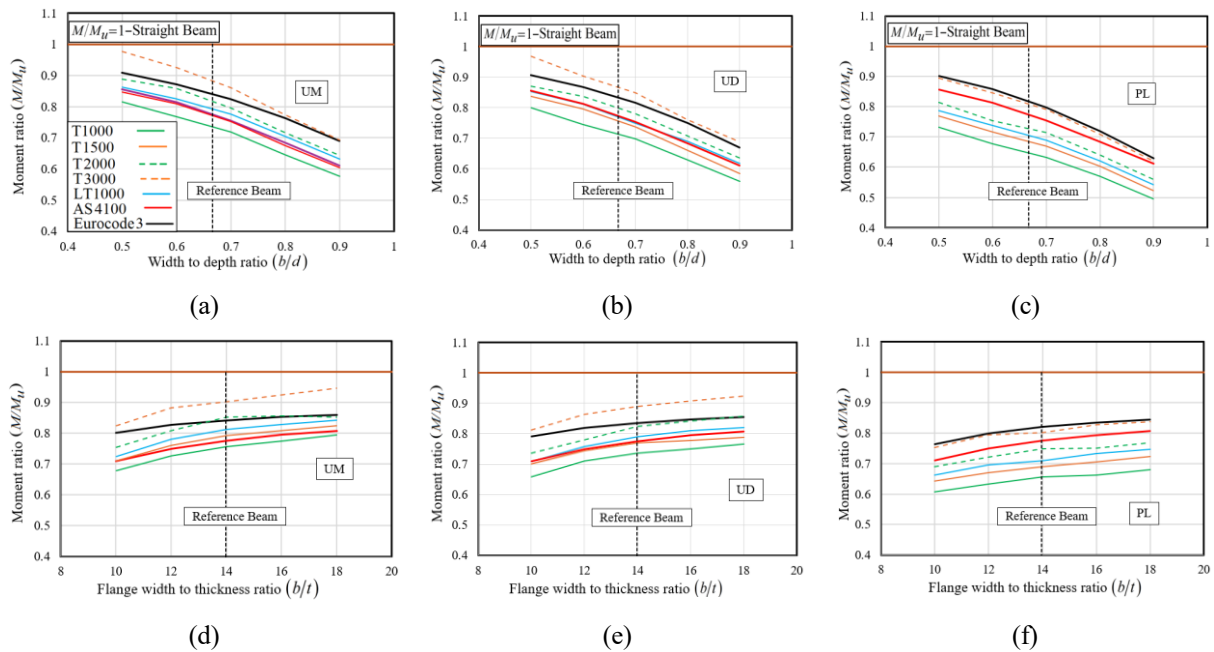 M/Mu=1-Straight Beam
1.1
1
0.9
0.8
0.7
0.6
0.5
0.4
Moment ratio (M/Mu)
UM
T1000
T1500
T2000
T3000
LT1000
AS4100
Eurocode3
Reference Beam
0.4 0.5 0.6 0.7 0.8 0.9 1
Width to depth ratio (b/d)
(a)
M/Mu=1-Straight Beam
1.1
1
0.9
0.8
0.7
0.6
0.5
0.4
Moment ratio (M/Mu)
UD
Reference Beam
0.4 0.5 0.6 0.7 0.8 0.9 1
Width to depth ratio (b/d)
(b)
M/Mu=1-Straight Beam
1.1
1
0.9
0.8
0.7
0.6
0.5
0.4
Moment ratio (M/Mu)
PL
Reference Beam
0.4 0.5 0.6 0.7 0.8 0.9 1
Width to depth ratio (b/d)
(c)
1.1
1
0.9
0.8
0.7
0.6
0.5
0.4
Moment ratio (M/Mu)
UM
Reference Beam
8 10 12 14 16 18 20
Flange width to thickness ratio (b/t)
(d)
1.1
1
0.9
0.8
0.7
0.6
0.5
0.4
Moment ratio (M/Mu)
UD
Reference Beam
8 10 12 14 16 18 20
Flange width to thickness ratio (b/t)
(e)
1.1
1
0.9
0.8
0.7
0.6
0.5
0.4
Moment ratio (M/Mu)
Reference Beam
PL
8 10 12 14 16 18 20
Flange width to thickness ratio (b/t)
(f)